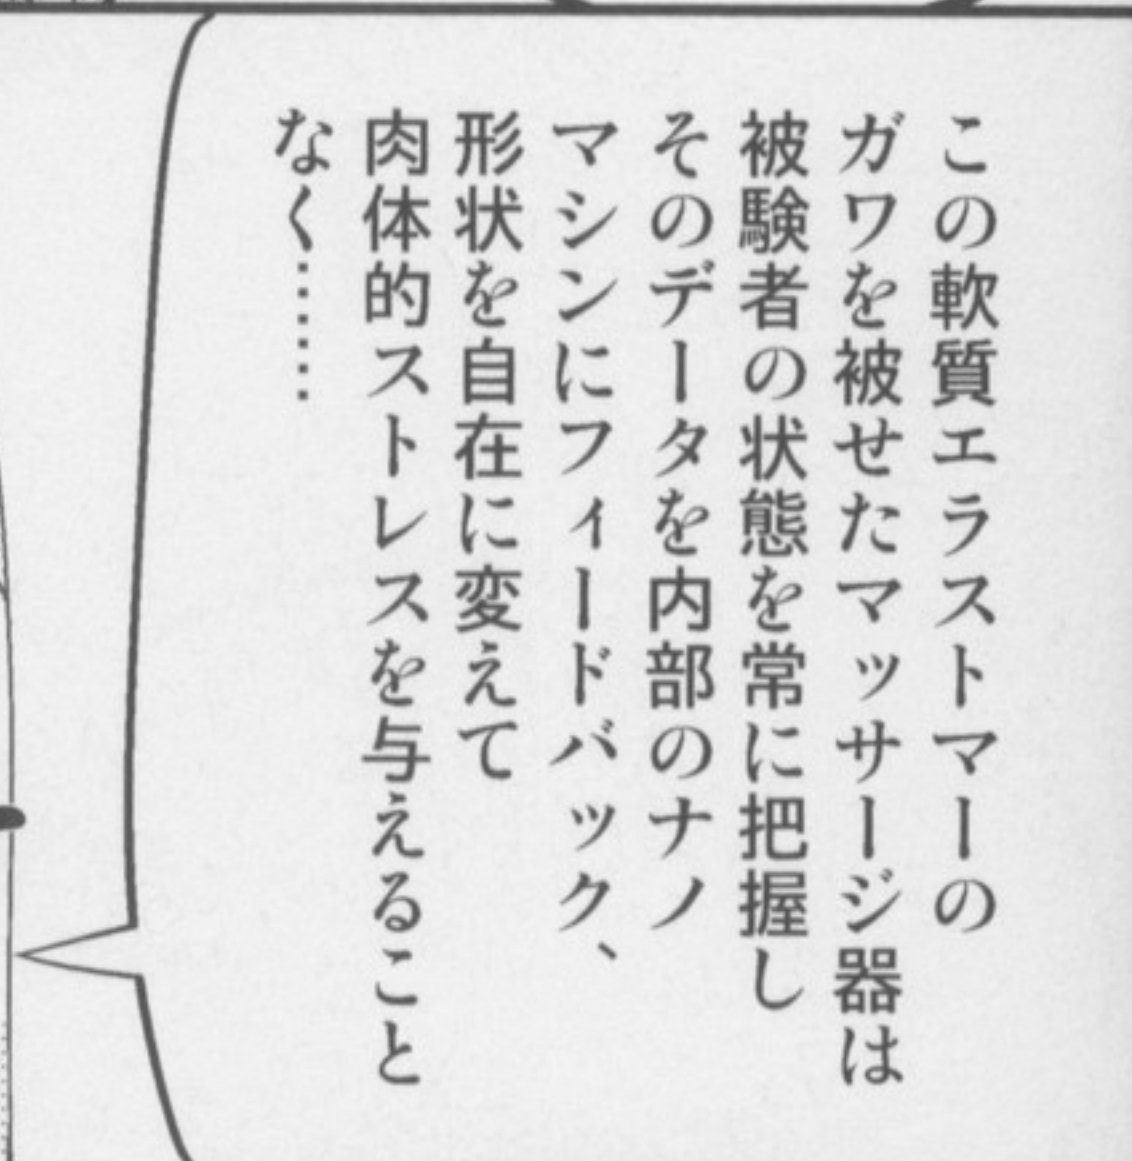 この軟質エラストマーの
ガワを被せたマッサージ器は
被験者の状態を常に把握し
そのデータを内部のナノ
マシンにフィードバック、
形状を自在に変えて
肉体的ストレスを与えること
なく……